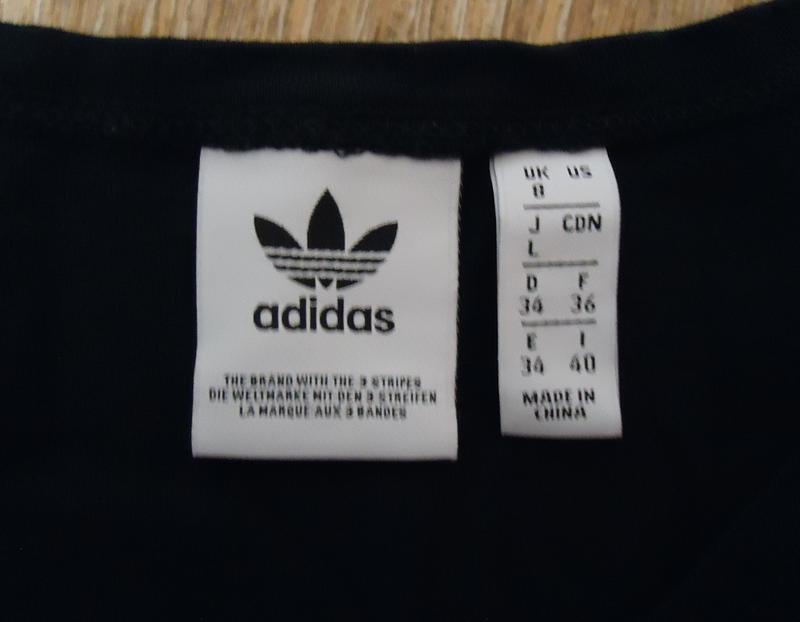 adidas
THE BRAND WITH THE 3 STRIPES
DIE WELTMARKE MIT DEN 3 STREIFEN
LA MARQUE AUX 3 BANDES
UK US
8
J CDN
L
D F
34 36
E I
34 40
MADE IN
CHINA